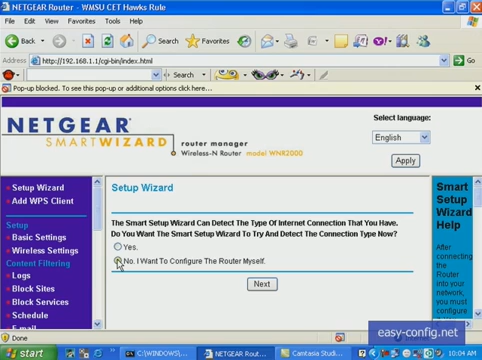 NETGEAR Router - WMSU CET Hawks Rule
File Edit View Favorites Tools Help
Back Search Favorites
Address http://192.168.1.1/cgi-bin/index.html
Search
Pop-up blocked. To see this pop-up or additional options click here...
NETGEAR
SMARTWIZARD router manager
Wireless-N Router model WNR2000
Select language:
English
Apply
Setup Wizard
Add WPS Client
Setup
Basic Settings
Wireless Settings
Content Filtering
Logs
Block Sites
Block Services
Schedule
E-mail
Setup Wizard
The Smart Setup Wizard Can Detect The Type Of Internet Connection That You Have.
Do You Want The Smart Setup Wizard To Try And Detect The Connection Type Now?
Yes.
No. I Want To Configure The Router Myself.
Next
Smart
Setup
Wizard
Help
After
connecting
the
Router into
your
network,
you must
configure
Done
easy-config.net
start
C:\WINDOWS\...
NETGEAR Rout...
Camtasia Studi...
10:04 AM